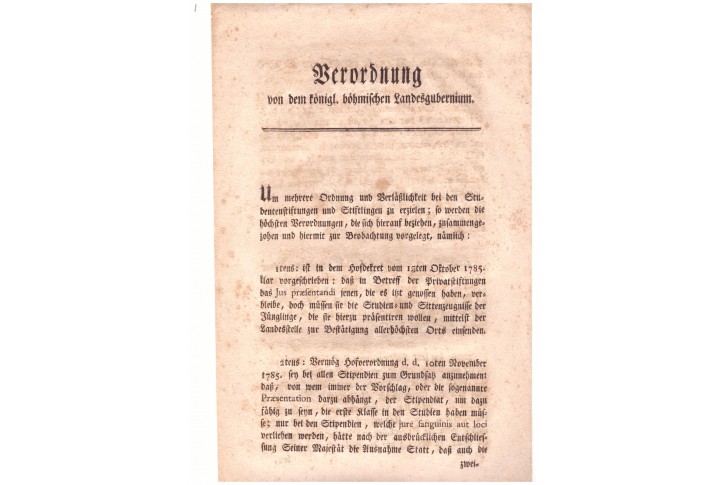 Verordnung
von dem königl. böhmischen Landesgubernium.
Um mehrere Ordnung und Verläßlichkeit bei den Stu-
dentenstiftungen und Stiftlingen zu erzielen; so werden die
höchsten Verordnungen, die sich hierauf beziehen, zusammenge-
zohen und hiermit zur Beobachtung vorgelegt, nämlich:
1tens: ist in dem Hofdekret vom 13ten Oktober 1785.
klar vorgeschrieben: daß in Betreff der Privatstiftungen
das Jus præsentandi jenen, die es itzt genossen haben, ver-
bleibe, doch müssen sie die Studien- und Sittenzeugnisse der
Jünglinge, die sie hierzu präsentiren wollen, mittelst der
Landesstelle zur Bestätigung allerhöchsten Orts einsenden.
2tens: Vermög Hofverordnung d. d. 10ten November
1785. sey bei allen Stipendien zum Grundsatz anzunehmen
daß, von wem immer der Vorschlag, oder die sogenannte
Præsentation darzu abhängt, der Stipendiat, um dazu
fähig zu seyn, die erste Klasse in den Studien haben müs-
se; nur bei den Stipendien, welche jure sanguinis aut loci
verliehen werden, hätte nach der ausdrücklichen Entschlies-
sung Seiner Majestät die Ausnahme Statt, daß auch die
zwei-